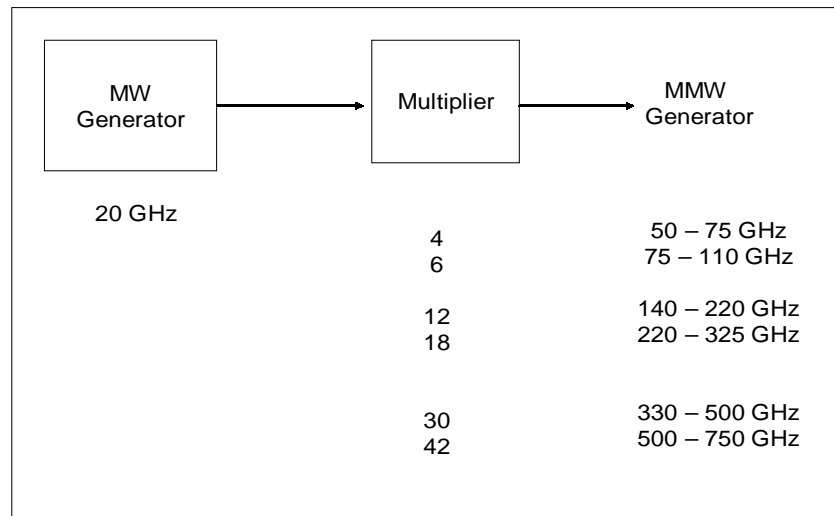 MW
Generator
Multiplier
MMW
Generator
20 GHz
4
6
12
18
30
42
50 – 75 GHz
75 – 110 GHz
140 – 220 GHz
220 – 325 GHz
330 – 500 GHz
500 – 750 GHz